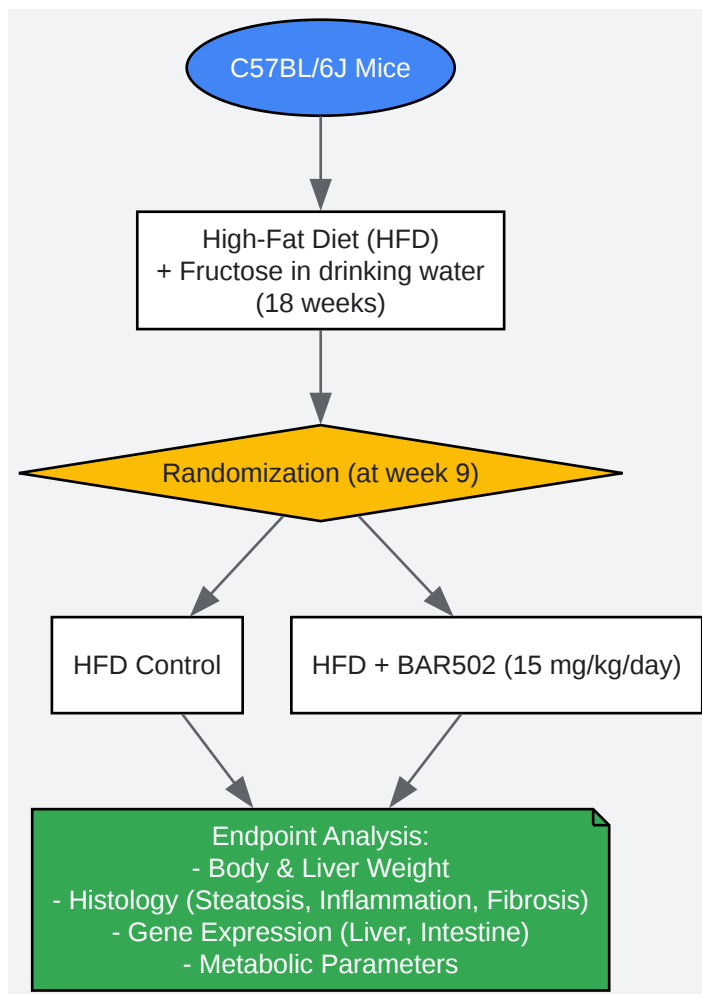 C57BL/6J Mice
High-Fat Diet (HFD)
+ Fructose in drinking water
(18 weeks)
Randomization (at week 9)
HFD Control
HFD + BAR502 (15 mg/kg/day)
Endpoint Analysis:
- Body & Liver Weight
- Histology (Steatosis, Inflammation, Fibrosis)
- Gene Expression (Liver, Intestine)
- Metabolic Parameters